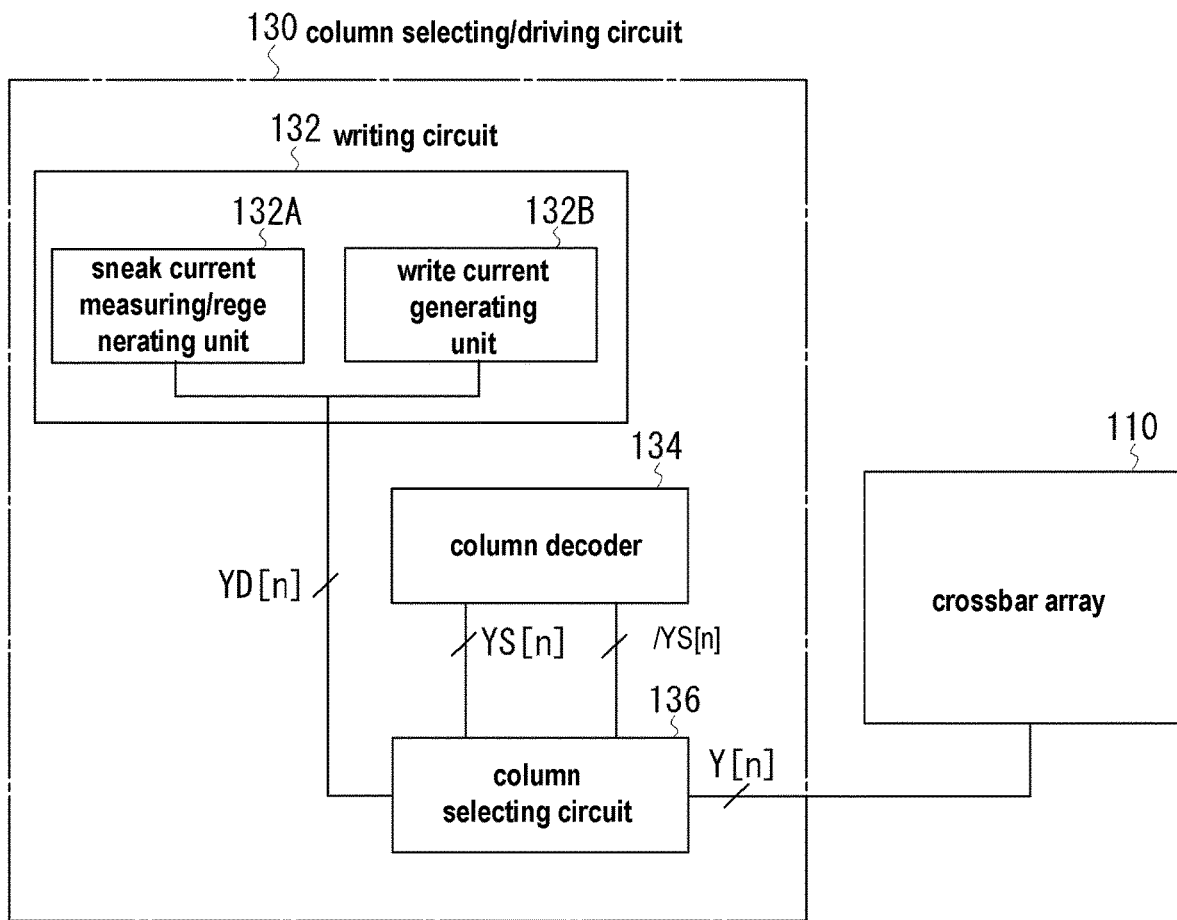 130 column selecting/driving circuit
132 writing circuit
132A
sneak current
measuring/rege
nerating unit
132B
write current
generating
unit
134
column decoder
110
crossbar array
YD[n]
YS[n]
/YS[n]
136
column
selecting circuit
Y[n]